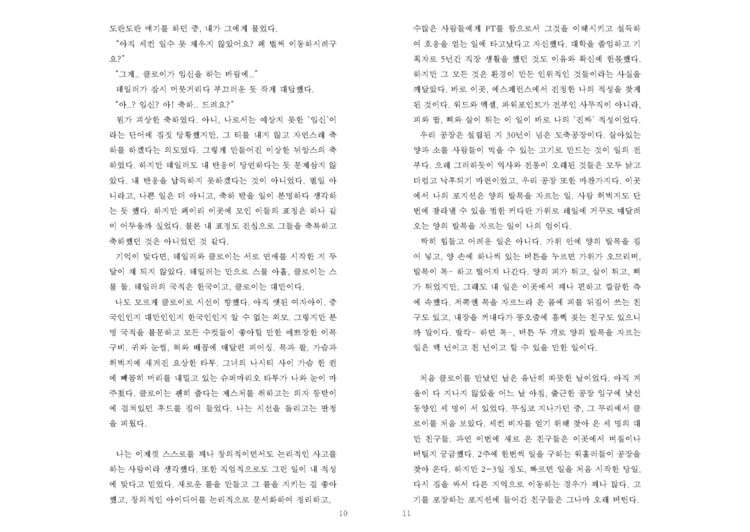 도란도란 얘기를 하던 중, 내가 그에게 물었다.
"아직 세컨 일수 못 채우지 않았어요? 왜 벌써 이동하시려구
요?"
"그게.. 클로이가 임신을 하는 바람에.."
테일러가 잠시 머뭇거리다 부끄러운 듯 작게 대답했다.
"아..? 임신? 아! 축하.. 드려요?"
뭔가 괴상한 축하였다. 아니, 나로서는 예상치 못한 '임신'이
라는 단어에 짐짓 당황했지만, 그 티를 내지 않고 자연스레 축
하를 하겠다는 의도였다. 그렇게 만들어진 이상한 뉘앙스의 축
하였다. 하지만 테일러도 내 반응이 당연하다는 듯 문제삼지 않
았다. 내 반응을 납득하지 못하겠다는 것이 아니었다. 별일 아
니라고, 나쁜 일은 더 아니고, 축하 받을 일이 분명하다 생각하
는 듯 했다. 하지만 왜이리 이곳에 모인 이들의 표정은 하나 같
이 어두울까 싶었다. 물론 내 표정도 진심으로 그들을 축복하고
축하했던 것은 아니었던 것 같다.
기억이 맞다면, 테일러와 클로이는 서로 연애를 시작한 지 두
달이 채 되지 않았다. 테일러는 만으로 스물 아홉, 클로이는 스
물 둘. 테일러의 국적은 한국이고, 클로이는 대만이다.
나도 모르게 클로이로 시선이 향했다. 아직 앳된 여자아이. 중
국인인지 대만인인지 한국인인지 알 수 없는 외모. 그렇지만 분
명 국적을 불문하고 모든 수컷들이 좋아할 만한 예쁘장한 이목
구비. 귀와 눈썹, 혀와 배꼽에 매달린 피어싱. 목과 팔, 가슴과
허벅지에 새겨진 요상한 타투. 그녀의 나시티 사이 가슴 한 켠
에 빼꼼히 머리를 내밀고 있는 슈퍼마리오 타투가 나와 눈이 마
주쳤다. 클로이는 괜히 춥다는 제스처를 취하고는 의자 등받이
에 걸쳐있던 후드를 집어 들었다. 나는 시선을 돌리고는 딴청
을 피웠다.
나는 이제껏 스스로를 꽤나 창의적이면서도 논리적인 사고를
하는 사람이라 생각했다. 또한 직업적으로도 그런 일이 내 적성
에 맞다고 믿었다. 새로운 룰을 만들고 그 룰을 지키는 걸 좋아
했고, 창의적인 아이디어를 논리적으로 문서화하여 정리하고,
10
수많은 사람들에게 PT를 함으로서 그것을 이해시키고 설득하
여 호응을 얻는 일에 타고났다고 자신했다. 대학을 졸업하고 기
획자로 5년간 직장 생활을 했던 것도 이유와 확신에 한몫했다.
하지만 그 모든 것은 환경이 만든 인위적인 것들이라는 사실을
깨달았다. 바로 이곳, 에스페런스에서 진정한 나의 적성을 찾게
된 것이다. 워드와 엑셀, 파워포인트가 전부인 사무직이 아니라,
피와 땀, 뼈와 살이 튀는 이 일이 바로 나의 '진짜' 적성이었다.
우리 공장은 설립된 지 30년이 넘은 도축공장이다. 살아있는
양과 소를 사람들이 먹을 수 있는 고기로 만드는 것이 일의 전
부다. 으레 그러하듯이 역사와 전통이 오래된 것들은 모두 낡고
더럽고 낙후되기 마련이었고, 우리 공장 또한 마찬가지다. 이곳
에서 나의 포지션은 양의 발목을 자르는 일. 사람 허벅지도 단
번에 잘라낼 수 있을 법한 커다란 가위로 레일에 거꾸로 매달려
오는 양의 발목을 자르는 일이 나의 업이다.
딱히 힘들고 어려운 일은 아니다. 가위 안에 양의 발목을 집
어 넣고, 양 손에 하나씩 있는 버튼을 누르면 가위가 오므리며,
발목이 톡- 하고 떨어져 나간다. 양의 피가 튀고, 살이 튀고, 뼈
가 튀었지만, 그래도 내 일은 이곳에서 꽤나 편하고 깔끔한 축
에 속했다. 저쪽엔 목을 자르느라 온 몸에 피를 뒤집어 쓰는 친
구도 있고, 내장을 꺼내다가 똥오줌에 흠뻑 젖는 친구도 있으니
까 말이다. 딸칵- 하면 톡-, 버튼 두 개로 양의 발목을 자르는
일은 백 년이고 천 년이고 할 수 있을 만한 일이다.
처음 클로이를 만났던 날은 유난히 따뜻한 날이었다. 아직 겨
울이 다 지나지 않았을 어느 날 아침, 출근한 공장 입구에 낯선
동양인 세 명이 서 있었다. 무심코 지나가던 중, 그 무리에서 클
로이를 처음 보았다. 세컨 비자를 얻기 위해 찾아 온 세 명의 대
만 친구들. 과연 이번에 새로 온 친구들은 이곳에서 며칠이나
버틸지 궁금했다. 2주에 한번씩 일을 구하는 워홀러들이 공장을
찾아 온다. 하지만 2-3일 정도, 빠르면 일을 처음 시작한 당일,
다시 짐을 싸서 다른 지역으로 이동하는 경우가 꽤나 많다. 고
기를 포장하는 포지션에 들어간 친구들은 그나마 오래 버틴다.
11